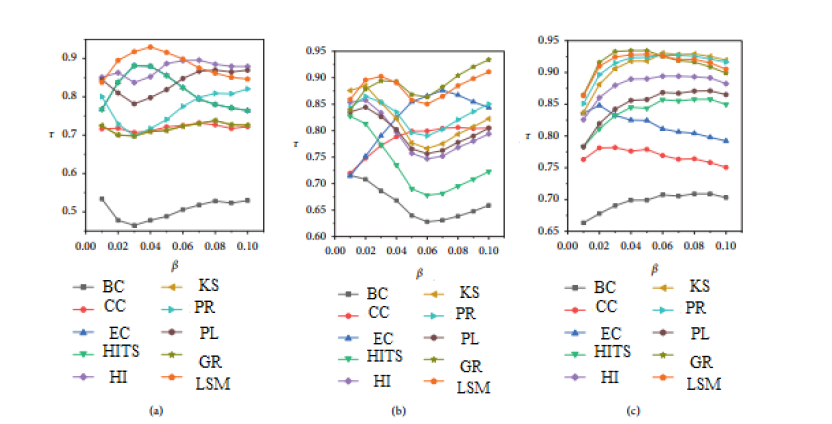 0.9
0.8
τ
0.7
0.6
0.5
0.00 0.02 0.04 0.06 0.08 0.10
β
BC KS
CC PR
EC PL
HITS GR
HI LSM
(a)
0.95
0.90
0.85
0.80
τ
0.75
0.70
0.65
0.60
0.00 0.02 0.04 0.06 0.08 0.10
β
BC KS
CC PR
EC PL
HITS GR
HI LSM
(b)
0.95
0.90
0.85
0.80
τ
0.75
0.70
0.65
0.00 0.02 0.04 0.06 0.08 0.10
β
BC KS
CC PR
EC PL
HITS GR
HI LSM
(c)